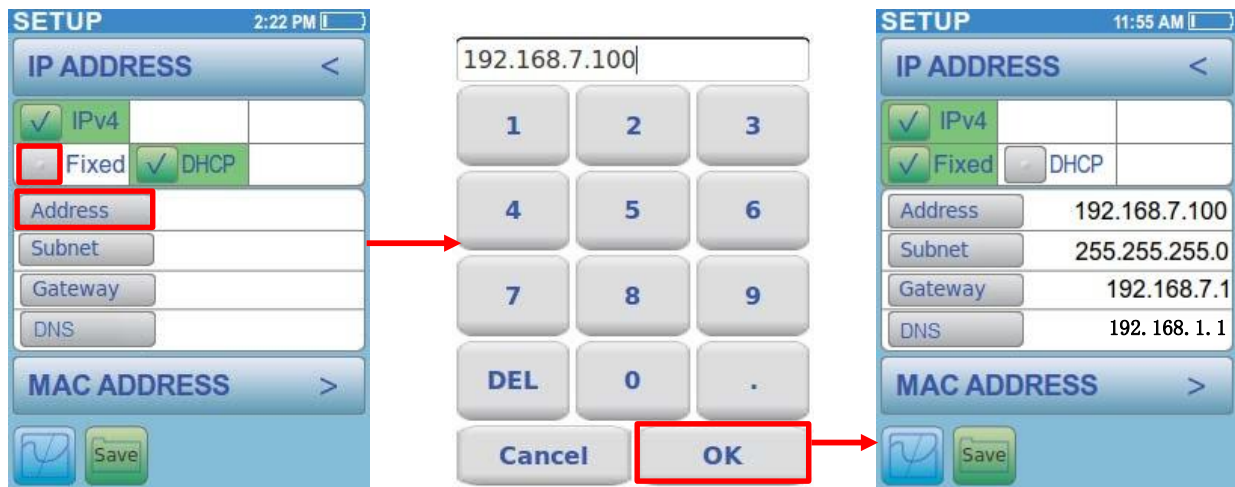 SETUP 2:22 PM
IP ADDRESS <
IPv4
Fixed DHCP
Address
Subnet
Gateway
DNS
MAC ADDRESS >
Save
192.168.7.100
1 2 3
4 5 6
7 8 9
DEL 0 .
Cancel OK
SETUP 11:55 AM
IP ADDRESS <
IPv4
Fixed DHCP
Address 192.168.7.100
Subnet 255.255.255.0
Gateway 192.168.7.1
DNS 192.168.1.1
MAC ADDRESS >
Save